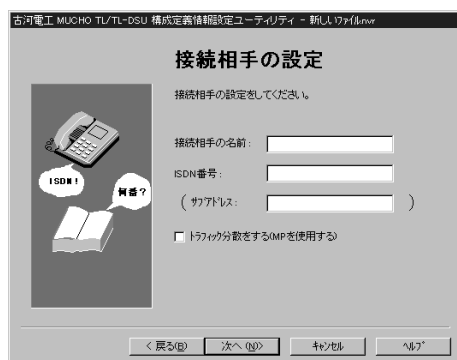 古河電工 MUCHO TL/TL-DSU 構成定義情報設定ユーティリティ - 新しいファイル.nvr
接続相手の設定
接続相手の設定をしてください。
接続相手の名前:
ISDN番号:
( サブアドレス: )
トラフィック分散をする(MPを使用する)
ISDN !
何番?
< 戻る(B)
次へ (N)>
キャンセル
ヘルプ